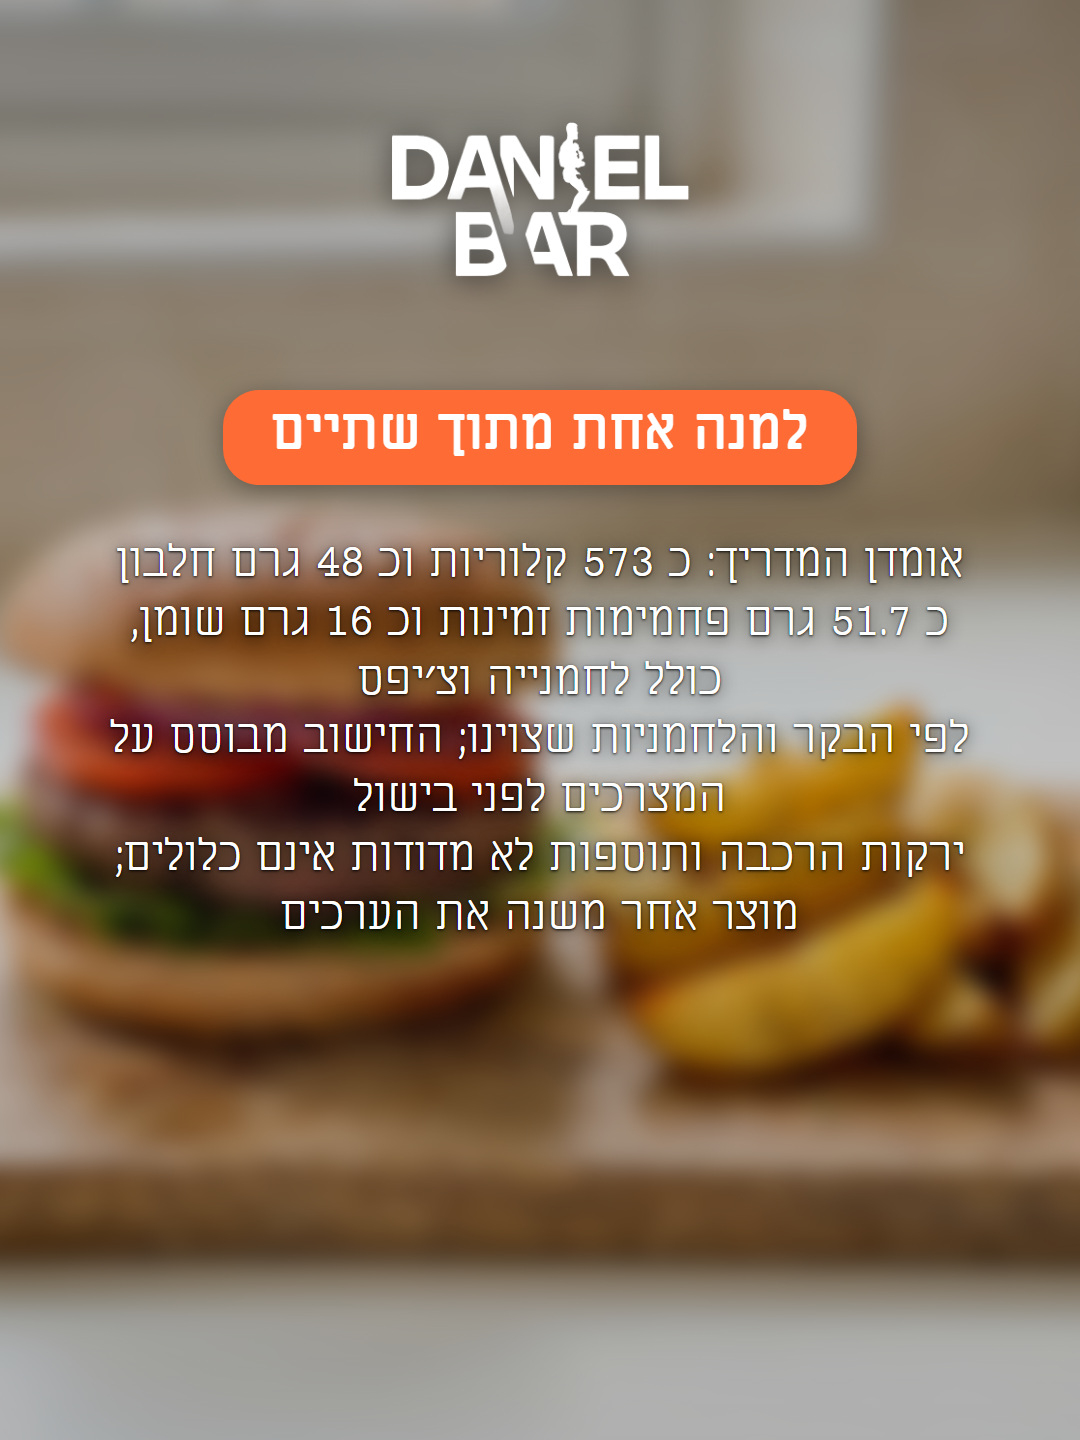 DANIEL
BAR
למנה אחת מתוך שתיים
אומדן המדריך: כ 573 קלוריות וכ 48 גרם חלבון
כ 51.7 גרם פחמימות זמינות וכ 16 גרם שומן,
כולל לחמנייה וצ׳יפס
לפי הבקר והלחמניות שצוינו; החישוב מבוסס על
המצרכים לפני בישול
ירקות הרכבה ותוספות לא מדודות אינם כלולים;
מוצר אחר משנה את הערכים